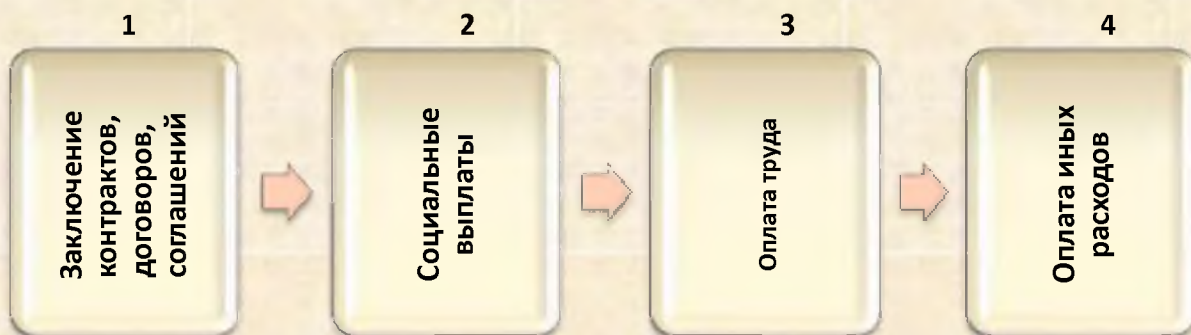 1
Заключение
контрактов,
договоров,
соглашений
2
Социальные
выплаты
3
Оплата труда
4
Оплата иных
расходов